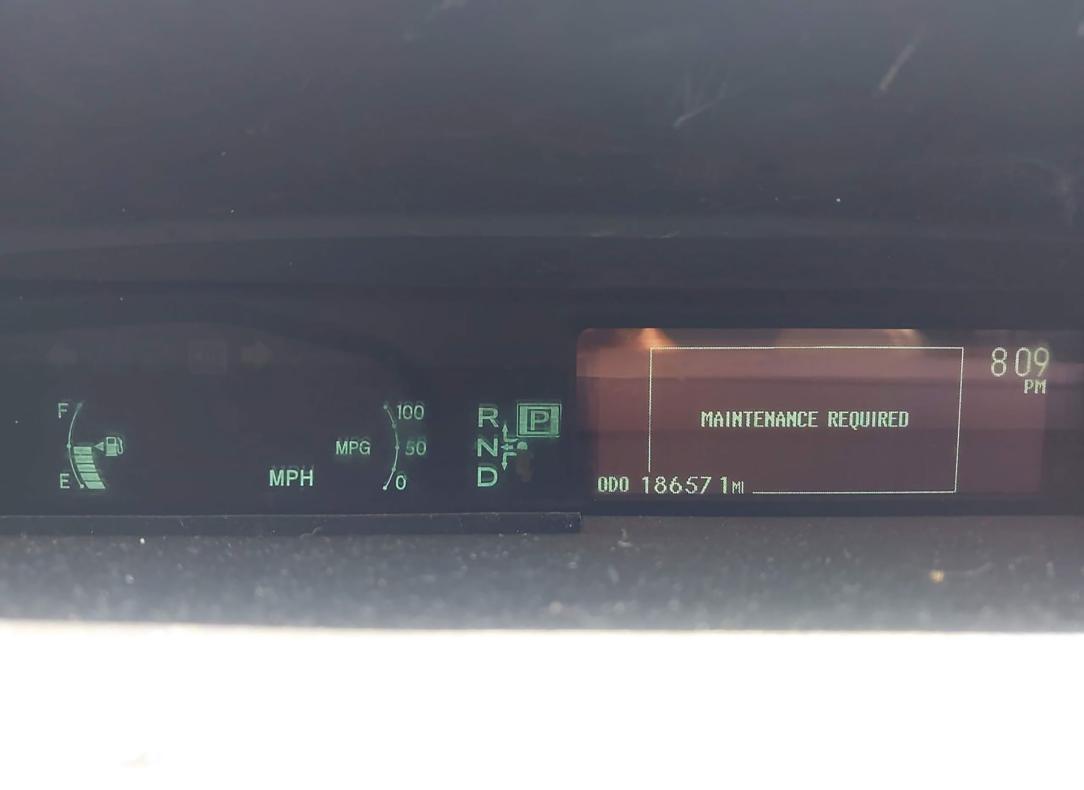 F
E
MPH
100
MPG 50
0
R P
N
D
MAINTENANCE REQUIRED
ODO 186571 MI
8 09
PM